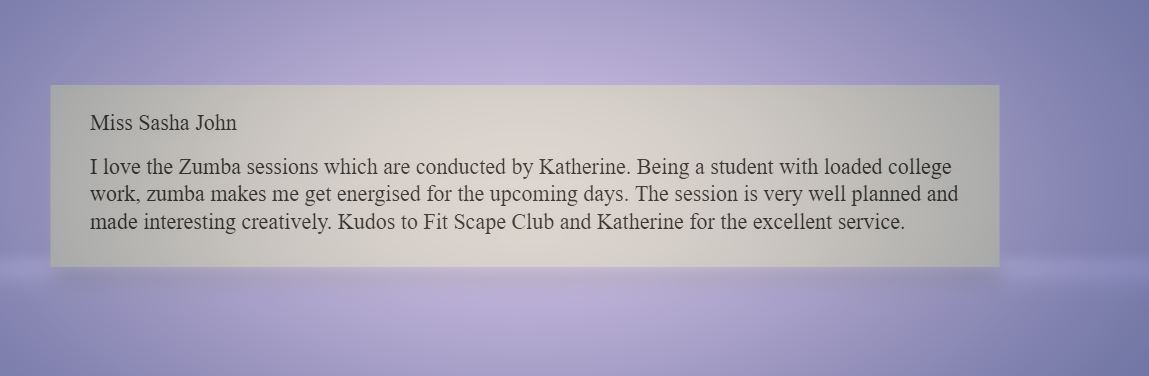 Miss Sasha John
I love the Zumba sessions which are conducted by Katherine. Being a student with loaded college
work, zumba makes me get energised for the upcoming days. The session is very well planned and
made interesting creatively. Kudos to Fit Scape Club and Katherine for the excellent service.